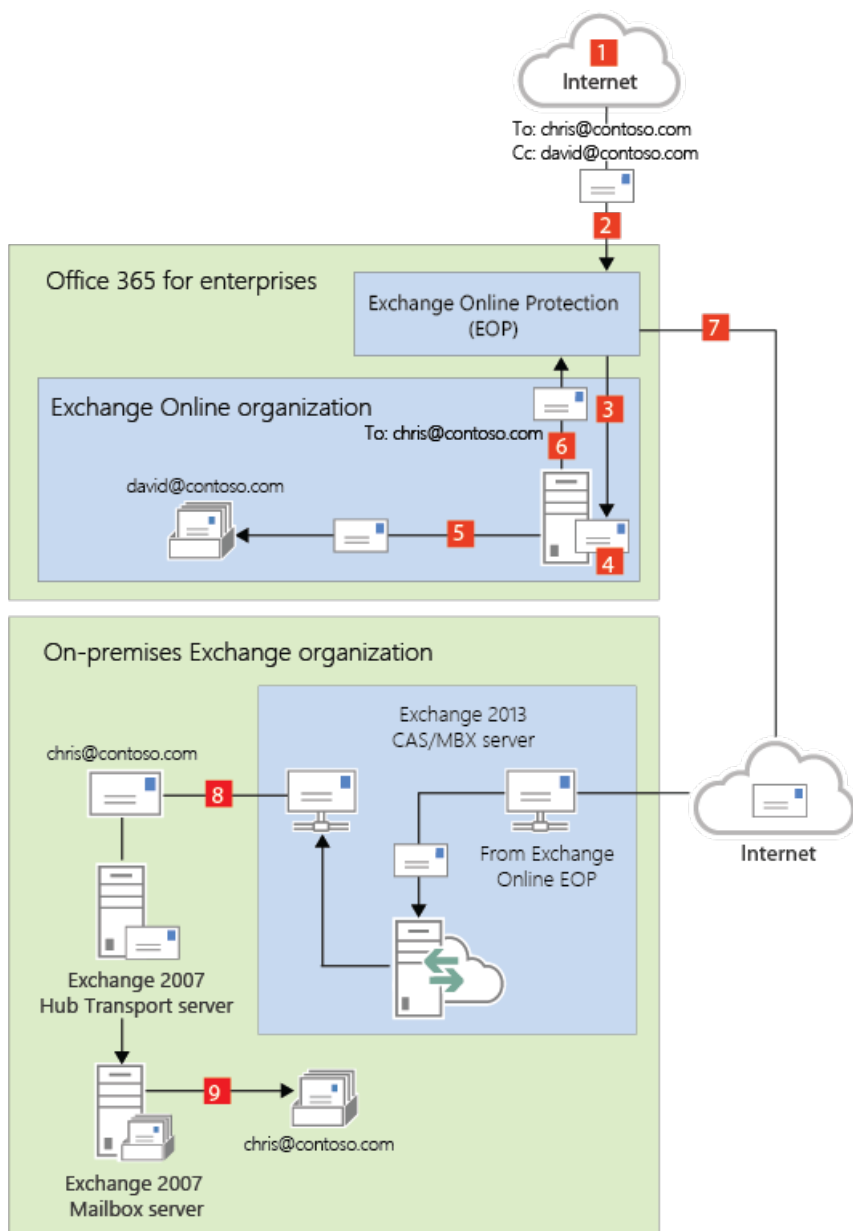 1
Internet
To: chris@contoso.com
Cc: david@contoso.com
2
Office 365 for enterprises
Exchange Online Protection
(EOP)
7
Exchange Online organization
3
To: chris@contoso.com
6
david@contoso.com
5
4
On-premises Exchange organization
Exchange 2013
CAS/MBX server
chris@contoso.com
8
From Exchange
Online EOP
Internet
Exchange 2007
Hub Transport server
9
chris@contoso.com
Exchange 2007
Mailbox server